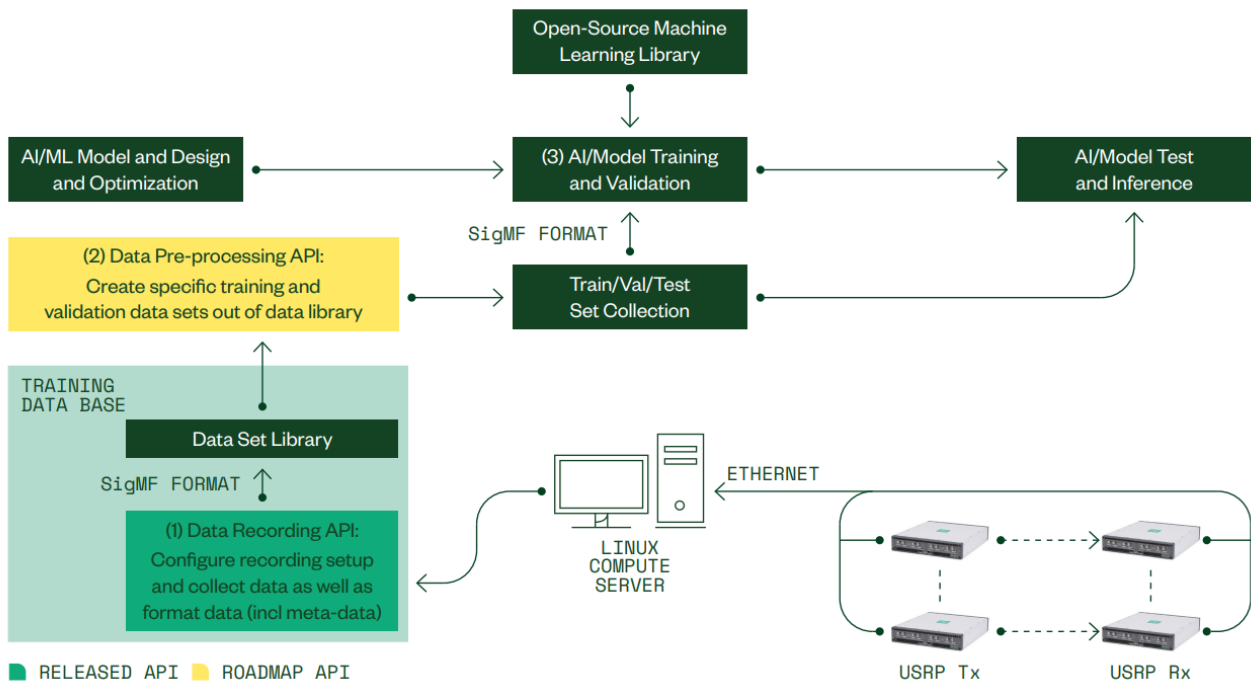 Open-Source Machine
Learning Library
AI/ML Model and Design
and Optimization
(3) AI/Model Training
and Validation
AI/Model Test
and Inference
SigMF FORMAT
(2) Data Pre-processing API:
Create specific training and
validation data sets out of data library
Train/Val/Test
Set Collection
TRAINING
DATA BASE
Data Set Library
SigMF FORMAT
(1) Data Recording API:
Configure recording setup
and collect data as well as
format data (incl meta-data)
LINUX
COMPUTE
SERVER
ETHERNET
USRP Tx
USRP Rx
RELEASED API
ROADMAP API